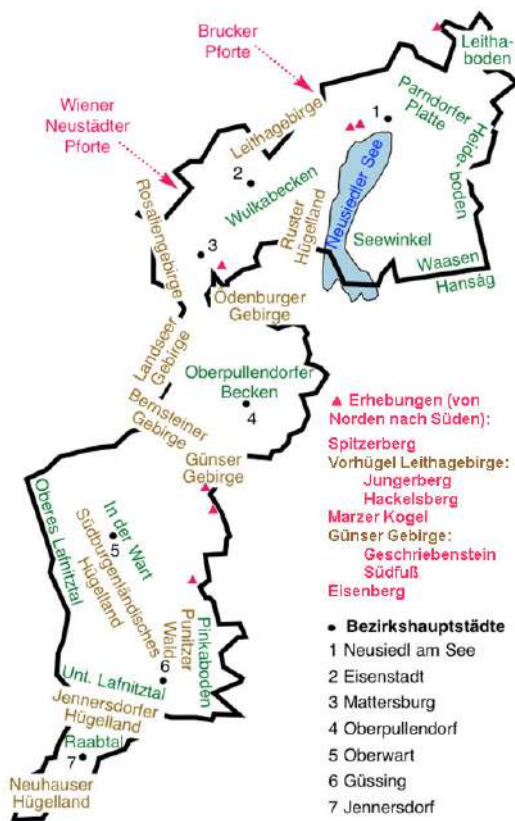 Brucker
Pforte
Leitha-
boden
Wiener
Neustädter
Pforte
Leithagebirge
1
Parndorfer
Platte
Heide-
boden
2
Wulkabecken
Neusiedler See
Rosaliengebirge
3
Ruster
Hügelland
Seewinkel
Waasen
Hanság
Ödenburger
Gebirge
Landseer
Gebirge
Oberpullendorfer
Becken
4
Bernsteiner
Gebirge
Günser
Gebirge
Oberes Lafnitztal
In der Wart
5
Südburgenländisches
Hügelland
Punitzer
Wald
Pinkaboden
6
Unt. Lafnitztal
Jennersdorfer
Hügelland
Raabtal
7
Neuhauser
Hügelland
▲ Erhebungen (von
Norden nach Süden):
Spitzerberg
Vorhügel Leithagebirge:
Jungerberg
Hackelsberg
Marzer Kogel
Günser Gebirge:
Geschriebenstein
Südfuß
Eisenberg
• Bezirkshauptstädte
1 Neusiedl am See
2 Eisenstadt
3 Mattersburg
4 Oberpullendorf
5 Oberwart
6 Güssing
7 Jennersdorf